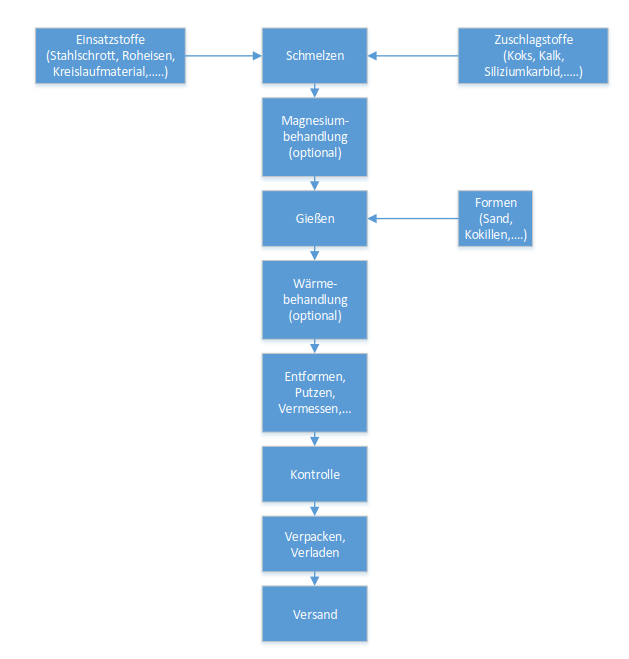 Einsatzstoffe
(Stahlschrott, Roheisen,
Kreislaufmaterial,.....)
Schmelzen
Zuschlagstoffe
(Koks, Kalk,
Siliziumkarbid,.....)
Magnesium-
behandlung
(optional)
Gießen
Formen
(Sand,
Kokillen,....)
Wärme-
behandlung
(optional)
Entformen,
Putzen,
Vermessen,...
Kontrolle
Verpacken,
Verladen
Versand